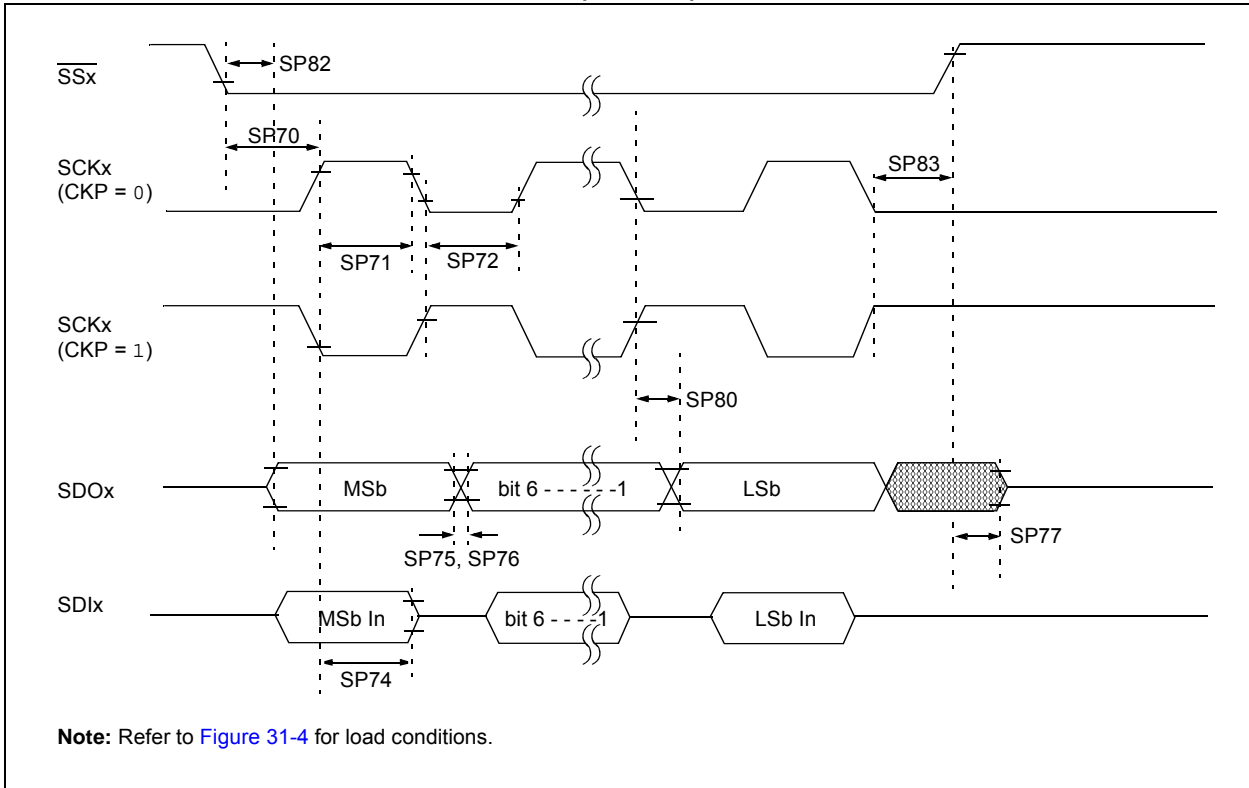 SSx
SP82
SP70
SCKx
(CKP = 0)
SP83
SP71
SP72
SCKx
(CKP = 1)
SP80
SDOx
MSb
bit 6 - - - - - -1
LSb
SP75, SP76
SP77
SDIx
MSb In
bit 6 - - - -1
LSb In
SP74
Note: Refer to Figure 31-4 for load conditions.